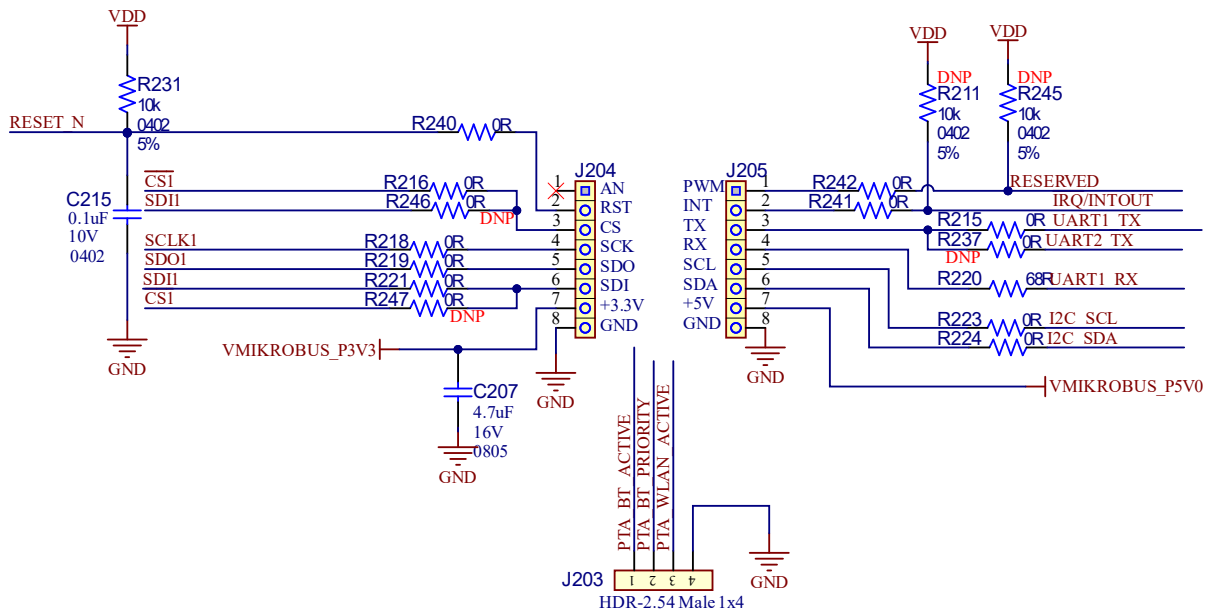 VDD
R231
10k
0402
5%
RESET_N
R240 0R
C215
0.1uF
10V
0402
GND
CS1 R216 0R
SDI1 R246 0R
DNP
SCLK1 R218 0R
SDO1 R219 0R
SDI1 R221 0R
CS1 R247 0R
DNP
VMIKROBUS_P3V3
C207
4.7uF
16V
0805
GND
J204
1 AN
2 RST
3 CS
4 SCK
5 SDO
6 SDI
7 +3.3V
8 GND
GND
J205
PWM 1
INT 2
TX 3
RX 4
SCL 5
SDA 6
+5V 7
GND 8
GND
VDD
DNP
R211
10k
0402
5%
VDD
DNP
R245
10k
0402
5%
R242 0R RESERVED
R241 0R IRQ/INTOUT
R215 0R UART1_TX
R237 0R UART2_TX
DNP
R220 68R UART1_RX
R223 0R I2C_SCL
R224 0R I2C_SDA
VMIKROBUS_P5V0
PTA_BT_ACTIVE
PTA_BT_PRIORITY
PTA_WLAN_ACTIVE
J203
1 2 3 4
HDR-2.54 Male 1x4
GND